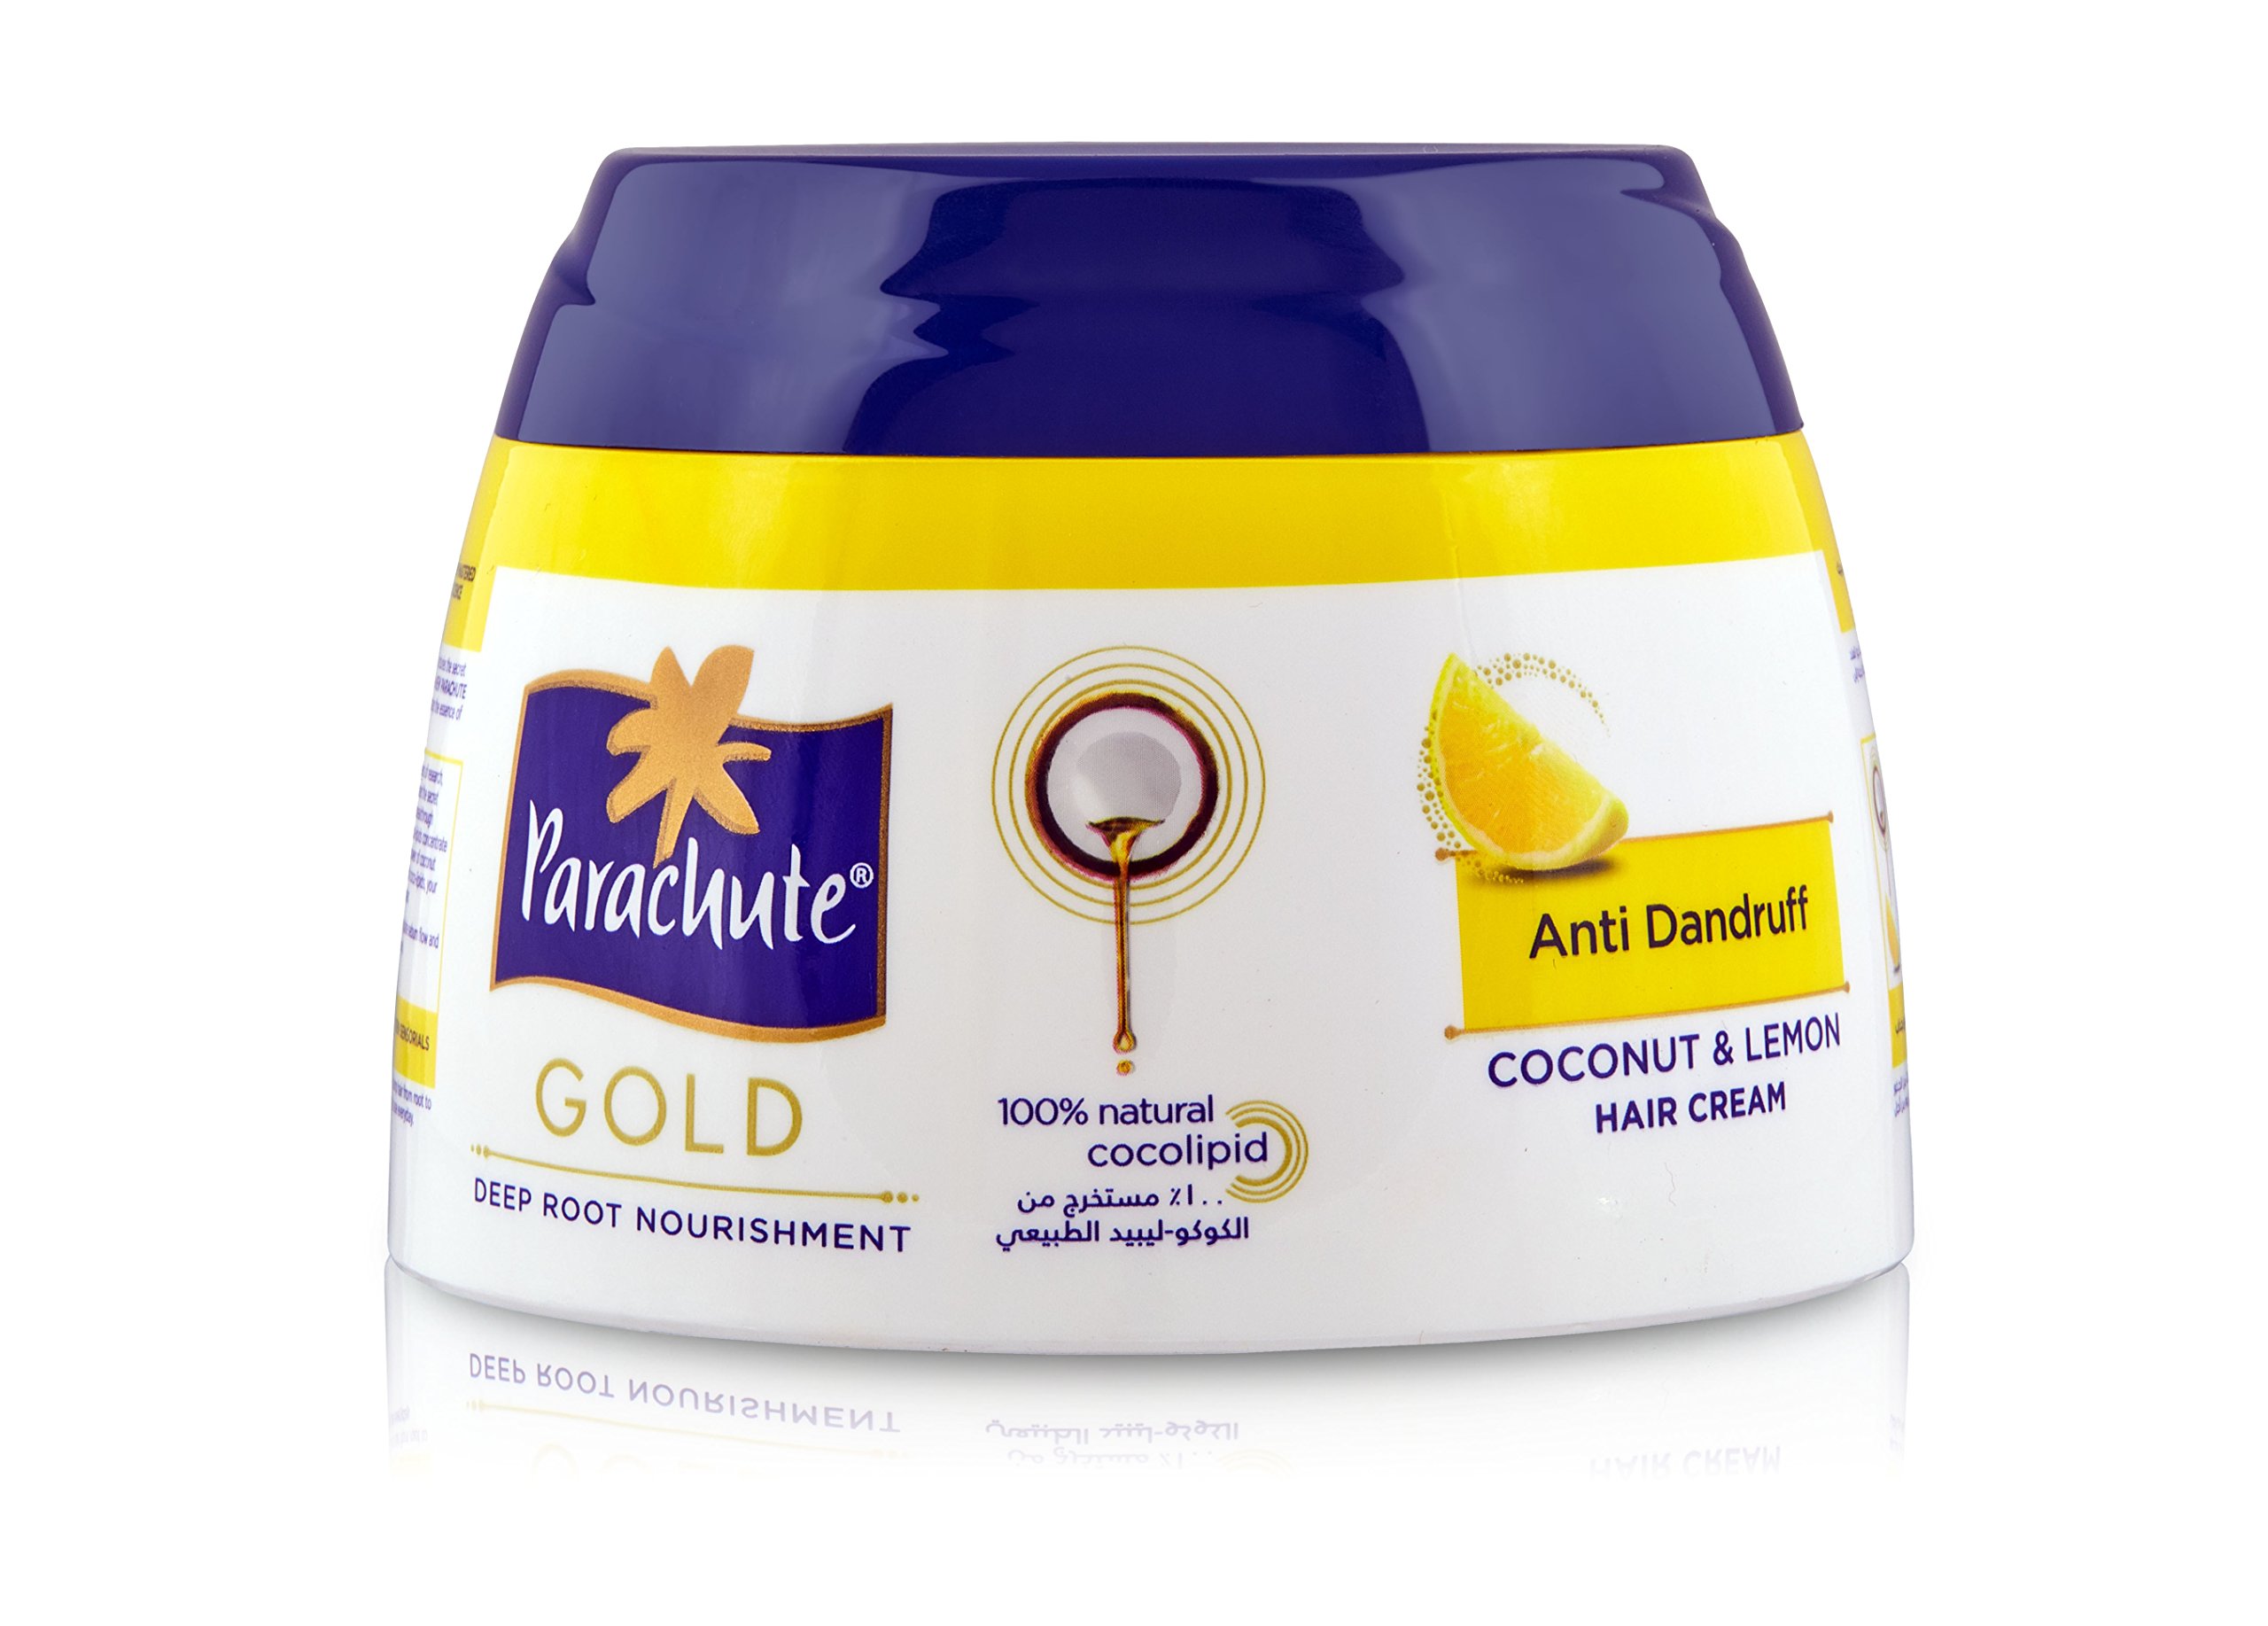 Parachute®
GOLD
DEEP ROOT NOURISHMENT
100% natural
cocolipid
١٠٠٪ مستخرج من
الكوكو-ليبيد الطبيعي
Anti Dandruff
COCONUT & LEMON
HAIR CREAM